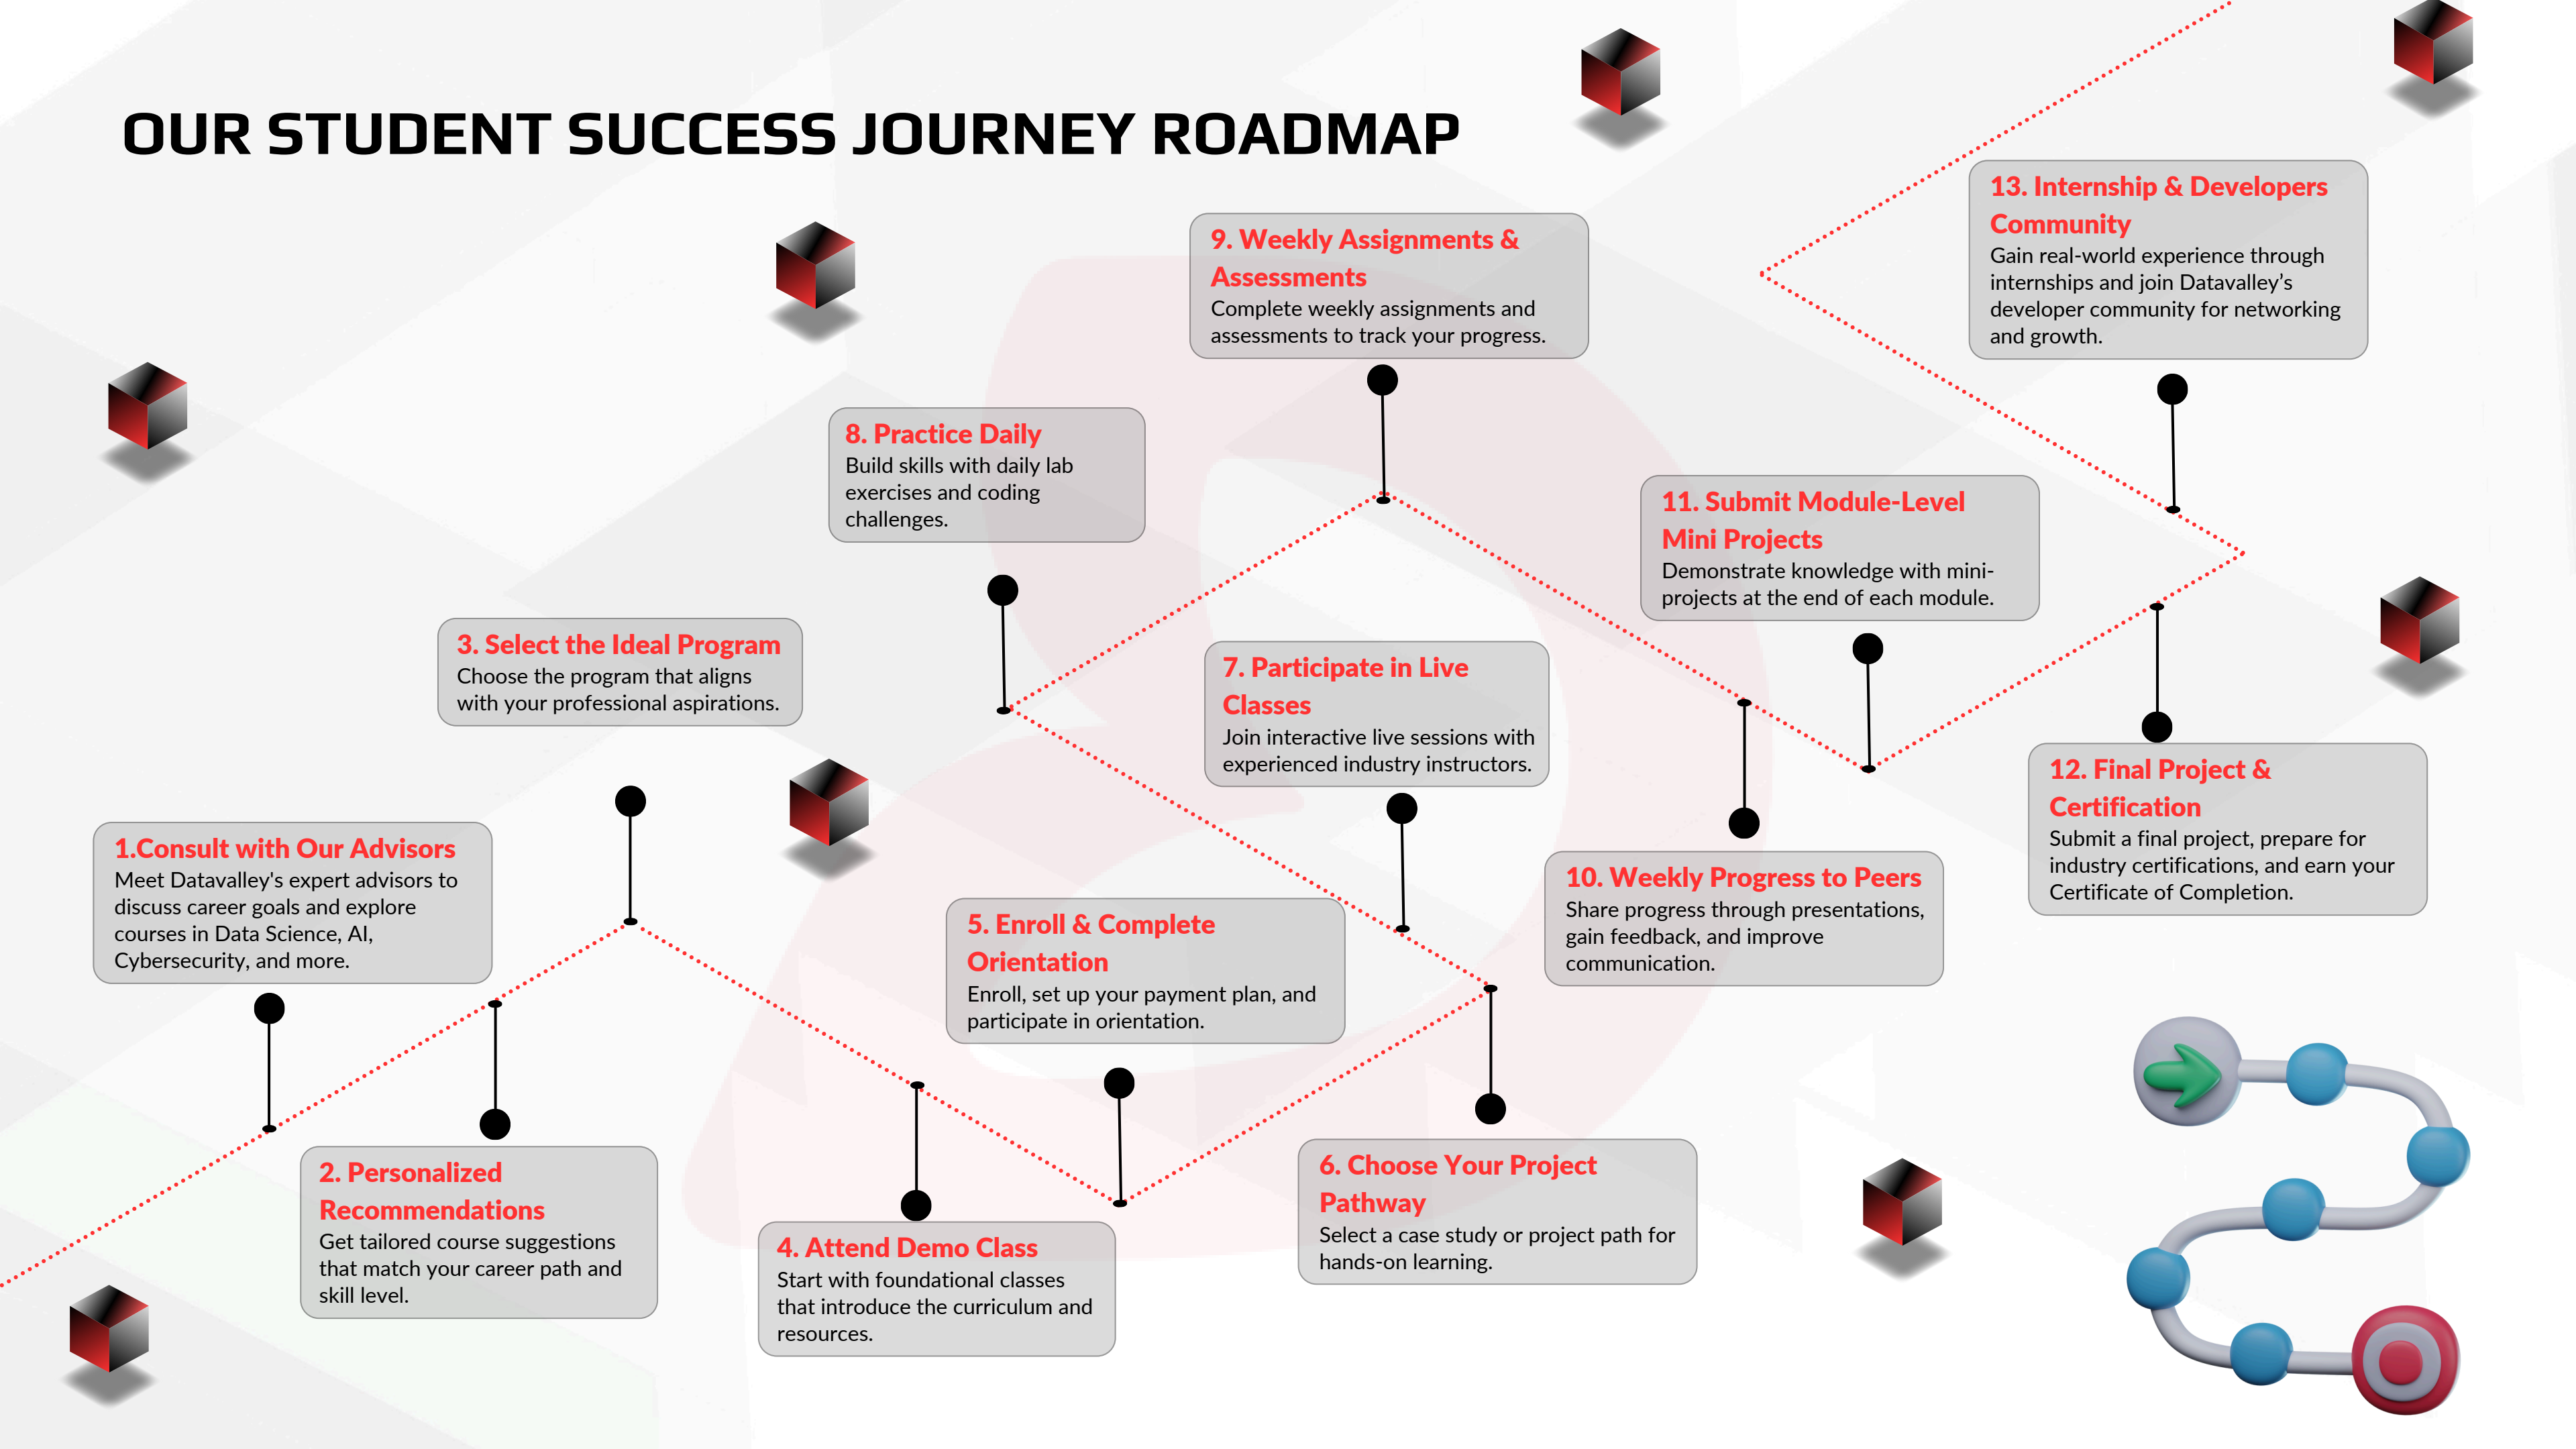 OUR STUDENT SUCCESS JOURNEY ROADMAP
1.Consult with Our Advisors
Meet Datavalley's expert advisors to
discuss career goals and explore
courses in Data Science, AI,
Cybersecurity, and more.
2. Personalized
Recommendations
Get tailored course suggestions
that match your career path and
skill level.
3. Select the Ideal Program
Choose the program that aligns
with your professional aspirations.
4. Attend Demo Class
Start with foundational classes
that introduce the curriculum and
resources.
5. Enroll & Complete
Orientation
Enroll, set up your payment plan, and
participate in orientation.
6. Choose Your Project
Pathway
Select a case study or project path for
hands-on learning.
7. Participate in Live
Classes
Join interactive live sessions with
experienced industry instructors.
8. Practice Daily
Build skills with daily lab
exercises and coding
challenges.
9. Weekly Assignments &
Assessments
Complete weekly assignments and
assessments to track your progress.
10. Weekly Progress to Peers
Share progress through presentations,
gain feedback, and improve
communication.
11. Submit Module-Level
Mini Projects
Demonstrate knowledge with mini-
projects at the end of each module.
12. Final Project &
Certification
Submit a final project, prepare for
industry certifications, and earn your
Certificate of Completion.
13. Internship & Developers
Community
Gain real-world experience through
internships and join Datavalley’s
developer community for networking
and growth.